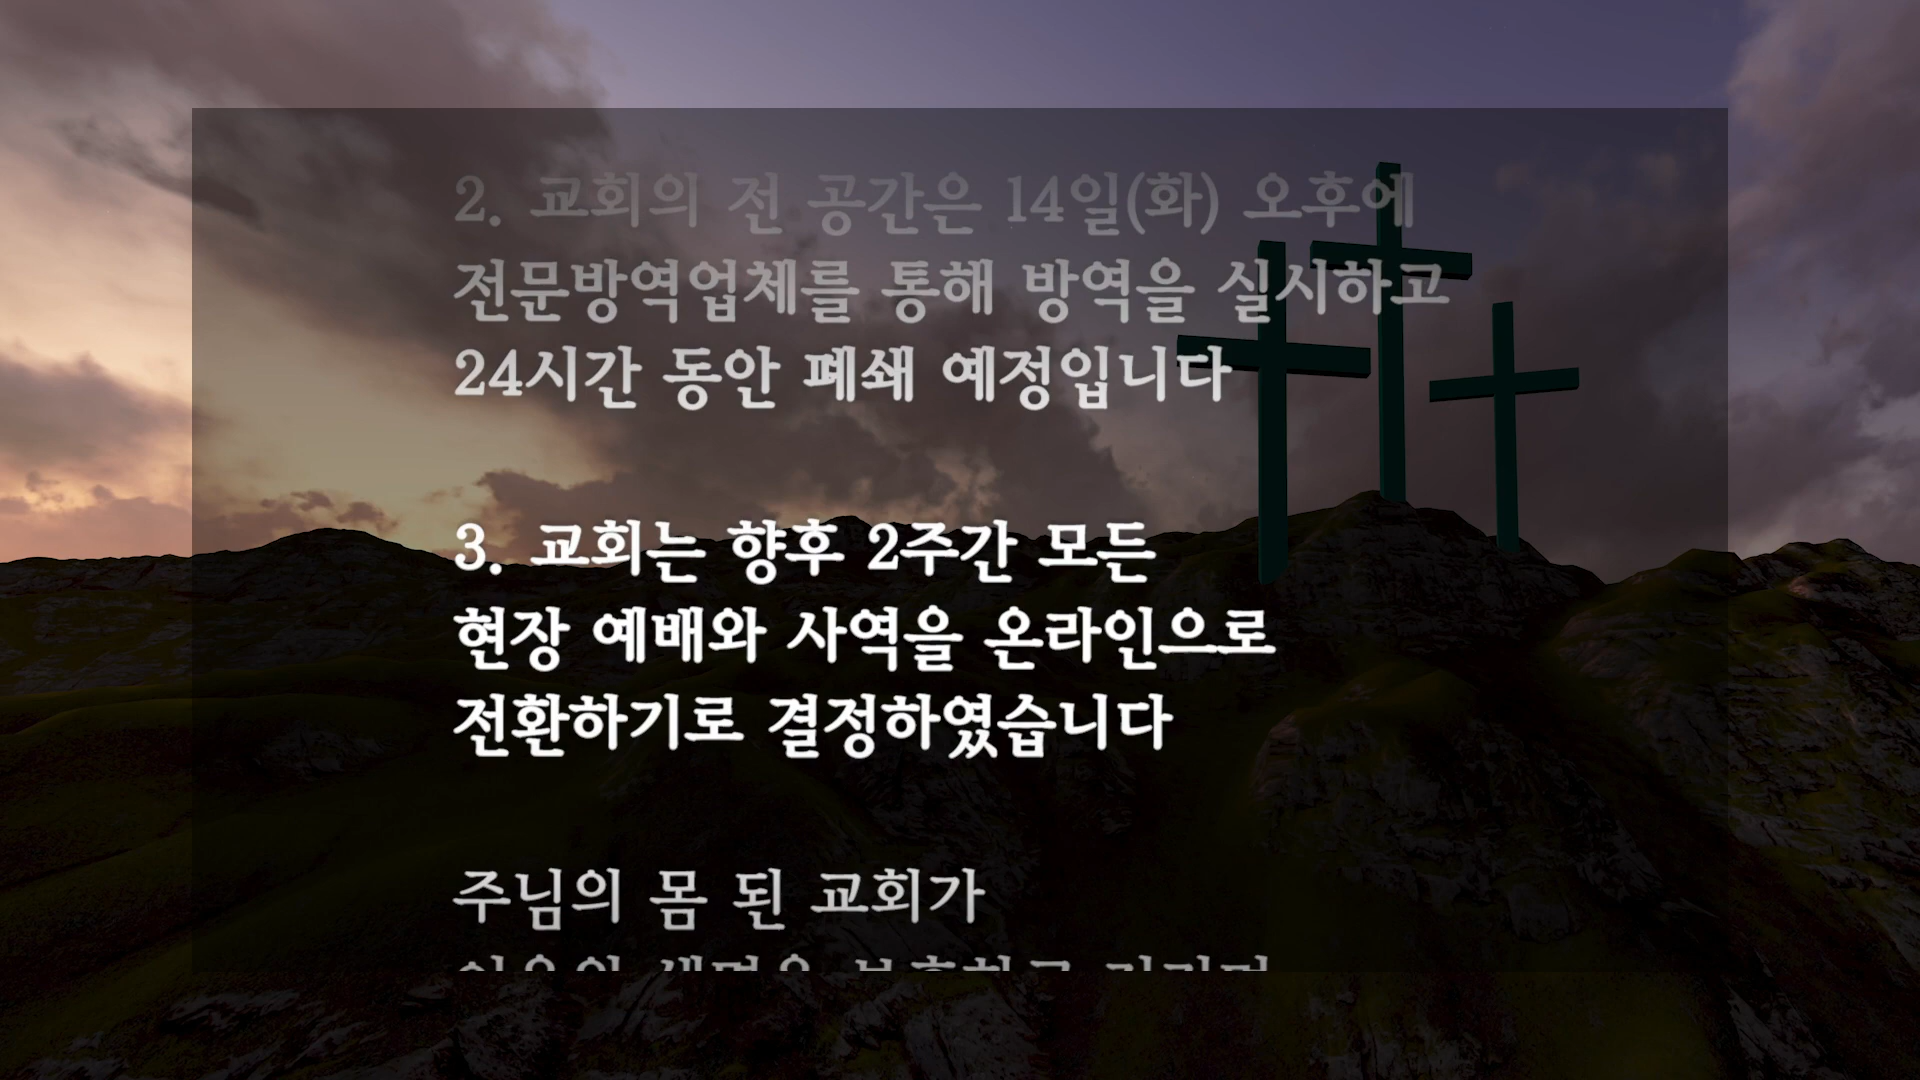 2. 교회의 전 공간은 14일(화) 오후에
전문방역업체를 통해 방역을 실시하고
24시간 동안 폐쇄 예정입니다
3. 교회는 향후 2주간 모든
현장 예배와 사역을 온라인으로
전환하기로 결정하였습니다
주님의 몸 된 교회가